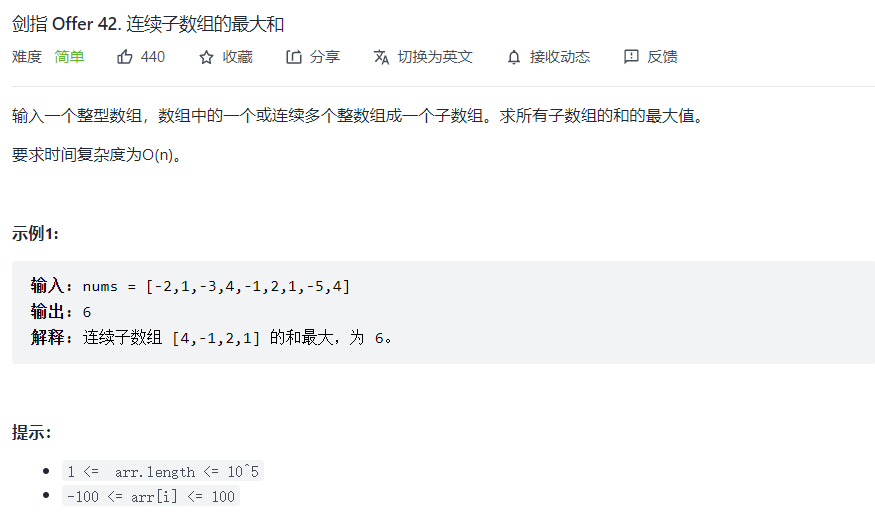 剑指 Offer 42. 连续子数组的最大和
难度 简单 440 收藏 分享 切换为英文 接收动态 反馈
输入一个整型数组，数组中的一个或连续多个整数组成一个子数组。求所有子数组的和的最大值。
要求时间复杂度为O(n)。
示例1:
输入：nums = [-2,1,-3,4,-1,2,1,-5,4]
输出：6
解释：连续子数组 [4,-1,2,1] 的和最大，为 6。
提示：
1 <= arr.length <= 10^5
-100 <= arr[i] <= 100